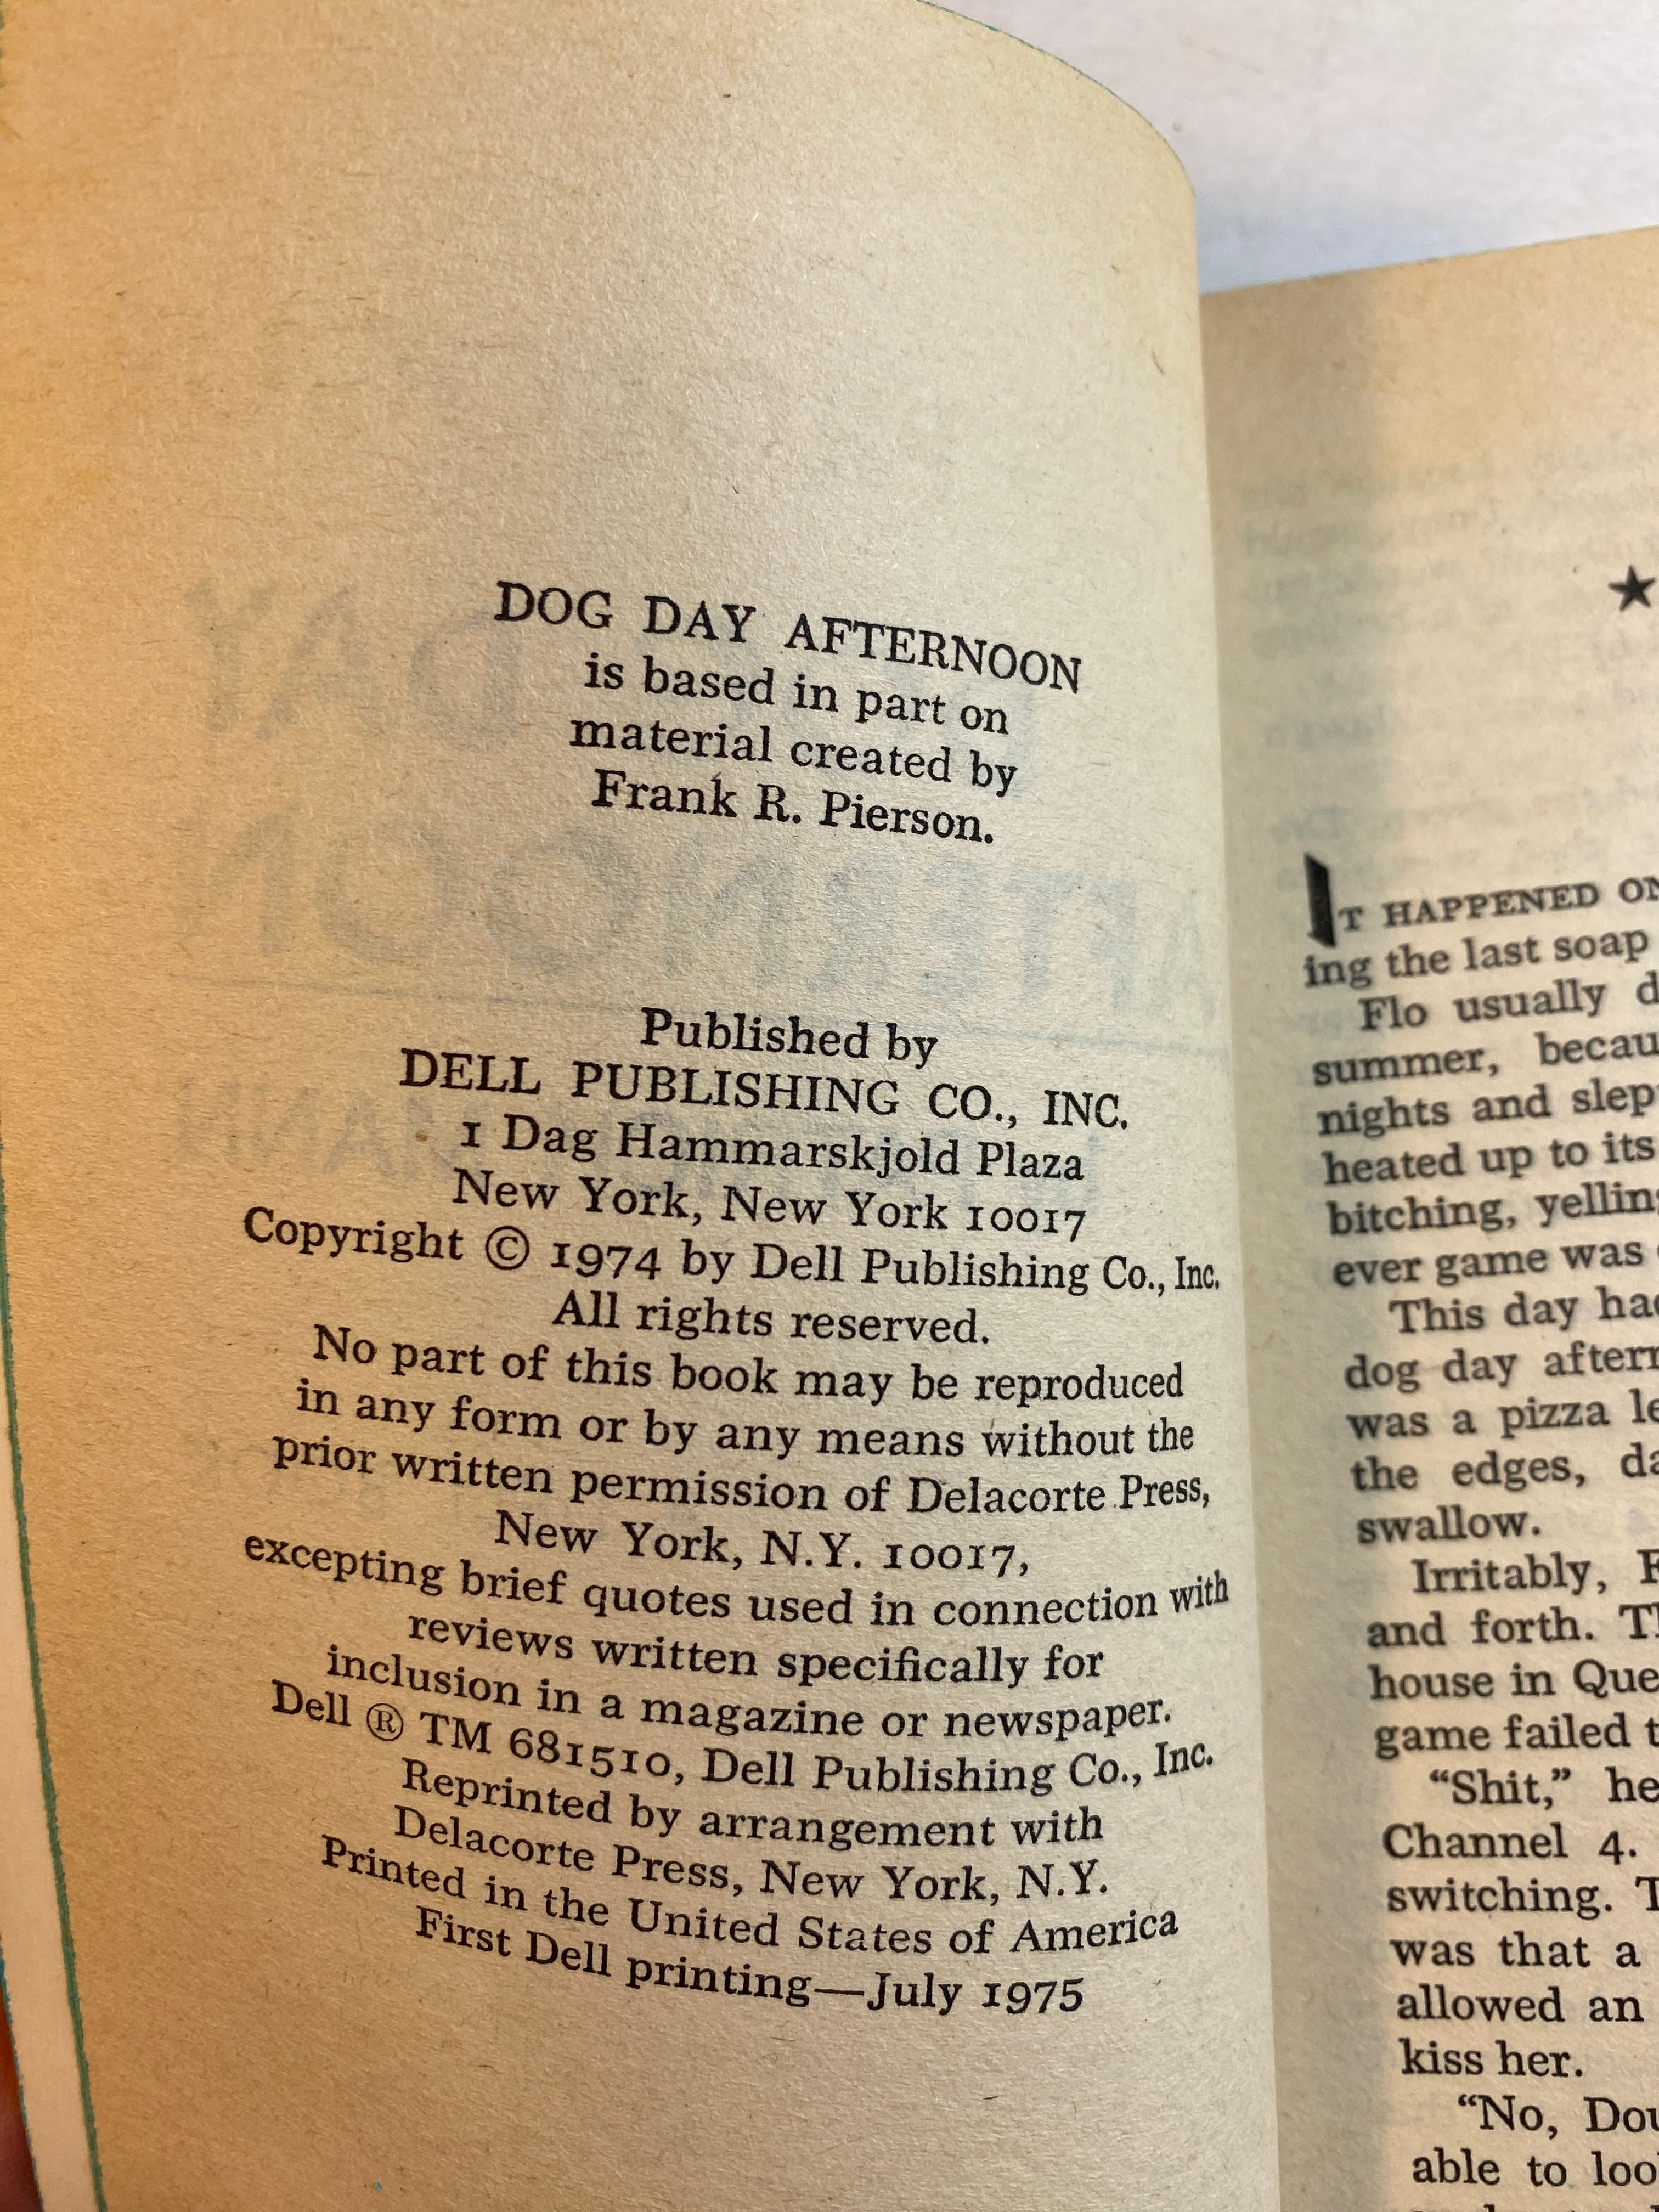 DOG DAY AFTERNOON
is based in part on
material created by
Frank R. Pierson.
Published by
DELL PUBLISHING CO., INC.
1 Dag Hammarskjold Plaza
New York, New York 10017
Copyright © 1974 by Dell Publishing Co., Inc.
All rights reserved.
No part of this book may be reproduced
in any form or by any means without the
prior written permission of Delacorte Press,
New York, N.Y. 10017,
excepting brief quotes used in connection with
reviews written specifically for
inclusion in a magazine or newspaper.
Dell ® TM 681510, Dell Publishing Co., Inc.
Reprinted by arrangement with
Delacorte Press, New York, N.Y.
Printed in the United States of America
First Dell printing—July 1975
★
IT HAPPENED ON
ing the last soap
Flo usually
summer,
nights and
heated up to its
bitching,
ever game was
This day
dog day
was a pizza
the edges,
swallow.
Irritably,
and forth.
house in
game failed
“Shit,” he
Channel 4.
switching.
was that a
allowed an
kiss her.
“No,
able to